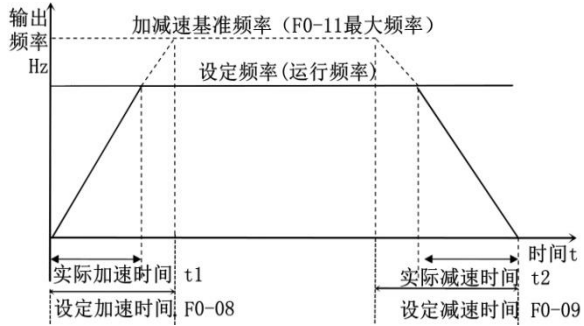 输出
频率
Hz
加减速基准频率（F0-11最大频率）
设定频率(运行频率)
时间t
实际加速时间 t1
实际减速时间 t2
设定加速时间 F0-08
设定减速时间 F0-09